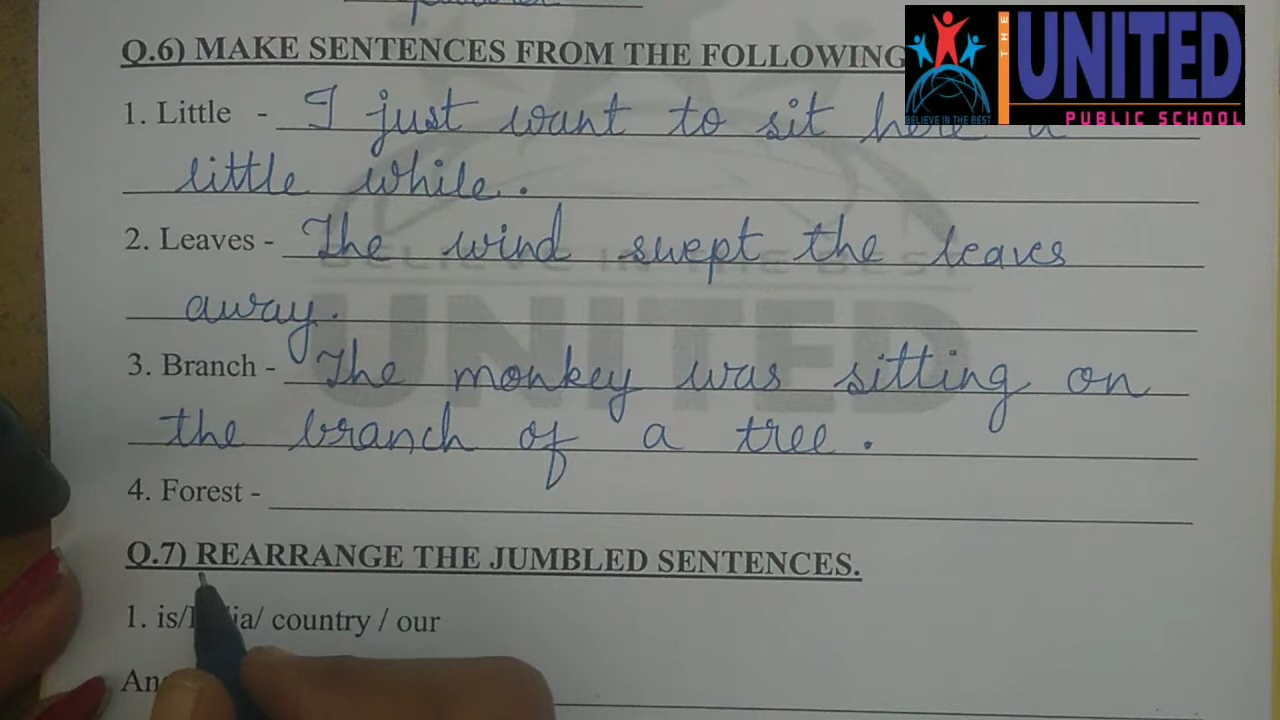 Q.6) MAKE SENTENCES FROM THE FOLLOWING
THE UNITED
BELIEVE IN THE BEST
PUBLIC SCHOOL
1. Little - I just want to sit here a
little while.
2. Leaves - The wind swept the leaves
away.
3. Branch - The monkey was sitting on
the branch of a tree.
4. Forest -
Q.7) REARRANGE THE JUMBLED SENTENCES.
1. is/ / country / our
UNITED